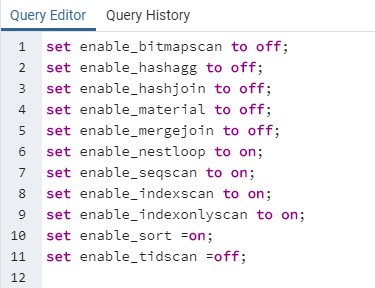 Query Editor Query History
1 set enable_bitmapscan to off;
2 set enable_hashagg to off;
3 set enable_hashjoin to off;
4 set enable_material to off;
5 set enable_mergejoin to off;
6 set enable_nestloop to on;
7 set enable_seqscan to on;
8 set enable_indexscan to on;
9 set enable_indexonlyscan to on;
10 set enable_sort =on;
11 set enable_tidscan =off;
12